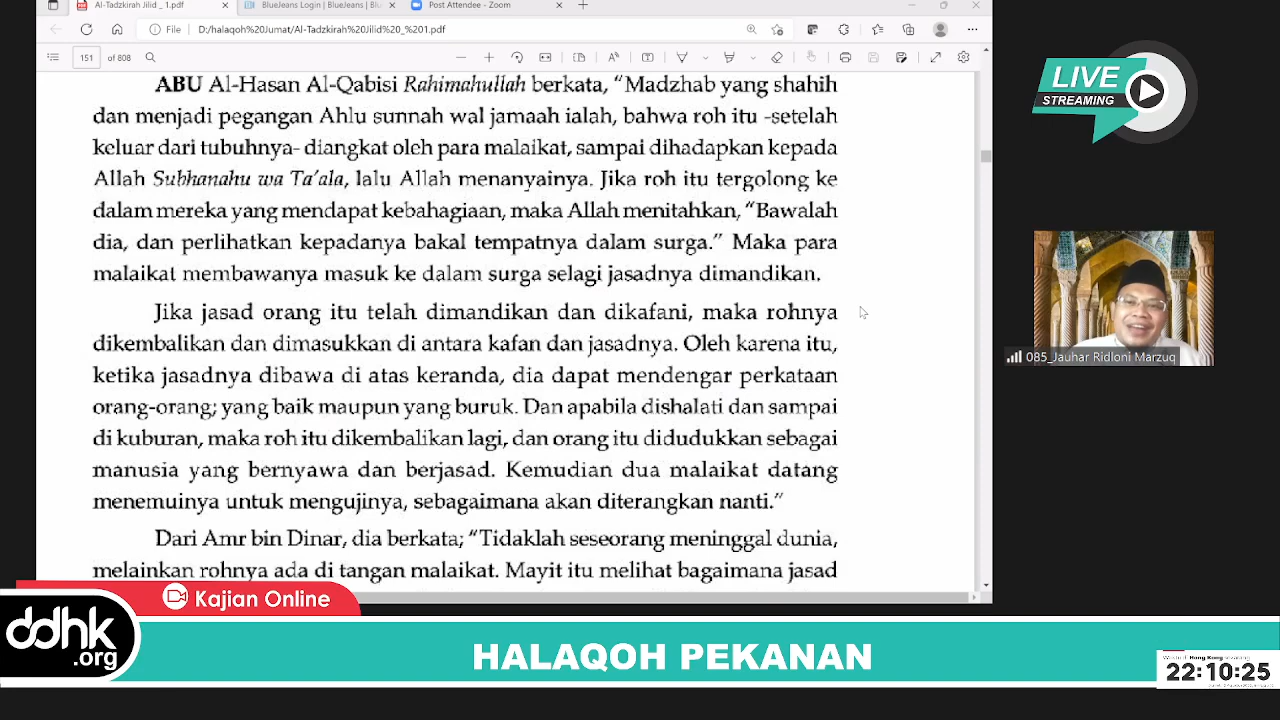 Al-Tadzkirah Jilid _ 1.pdf
BlueJeans Login | BlueJeans | Blu
Post Attendee - Zoom
File
D:/halaqoh%20Jumat/Al-Tadzkirah%20Jilid%20_%201.pdf
151 of 808
ABU Al-Hasan Al-Qabisi Rahimahullah berkata, “Madzhab yang shahih
dan menjadi pegangan Ahlu sunnah wal jamaah ialah, bahwa roh itu -setelah
keluar dari tubuhnya- diangkat oleh para malaikat, sampai dihadapkan kepada
Allah Subhanahu wa Ta’ala, lalu Allah menanyainya. Jika roh itu tergolong ke
dalam mereka yang mendapat kebahagiaan, maka Allah menitahkan, “Bawalah
dia, dan perlihatkan kepadanya bakal tempatnya dalam surga.” Maka para
malaikat membawanya masuk ke dalam surga selagi jasadnya dimandikan.
Jika jasad orang itu telah dimandikan dan dikafani, maka rohnya
dikembalikan dan dimasukkan di antara kafan dan jasadnya. Oleh karena itu,
ketika jasadnya dibawa di atas keranda, dia dapat mendengar perkataan
orang-orang; yang baik maupun yang buruk. Dan apabila dishalati dan sampai
di kuburan, maka roh itu dikembalikan lagi, dan orang itu didudukkan sebagai
manusia yang bernyawa dan berjasad. Kemudian dua malaikat datang
menemuinya untuk mengujinya, sebagaimana akan diterangkan nanti.”
Dari Amr bin Dinar, dia berkata; “Tidaklah seseorang meninggal dunia,
melainkan rohnya ada di tangan malaikat. Mayit itu melihat bagaimana jasad
LIVE
STREAMING
085_Jauhar Ridloni Marzuq
Kajian Online
ddhk
.org
HALAQOH PEKANAN
22:10:25